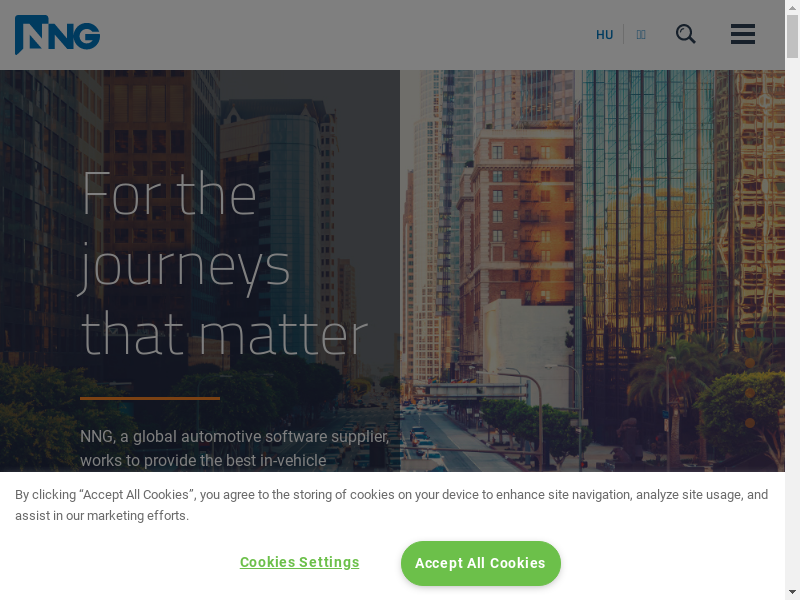 NNG
HU
For the
journeys
that matter
NNG, a global automotive software supplier,
works to provide the best in-vehicle
By clicking “Accept All Cookies”, you agree to the storing of cookies on your device to enhance site navigation, analyze site usage, and
assist in our marketing efforts.
Cookies Settings
Accept All Cookies